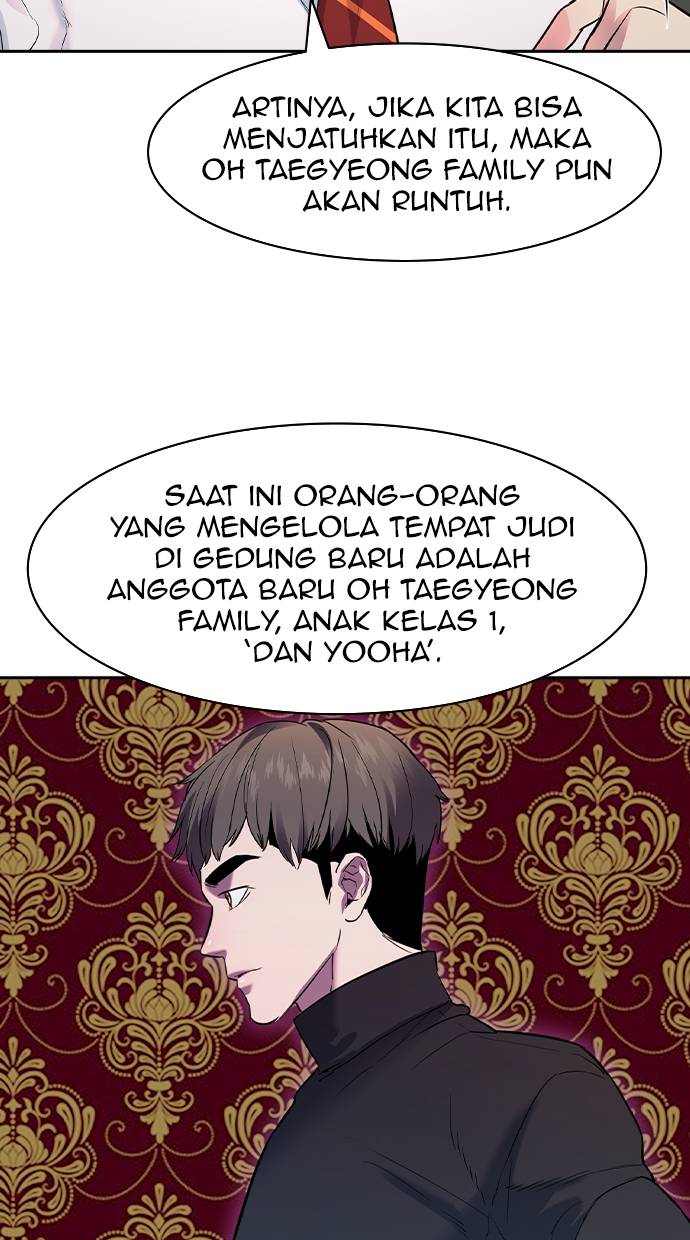 ARTINYA, JIKA KITA BISA
MENJATUHKAN ITU, MAKA
OH TAEGYEONG FAMILY PUN
AKAN RUNTUH.
SAAT INI ORANG-ORANG
YANG MENGELOLA TEMPAT JUDI
DI GEDUNG BARU ADALAH
ANGGOTA BARU OH TAEGYEONG
FAMILY, ANAK KELAS 1,
‘DAN YOOHA’.